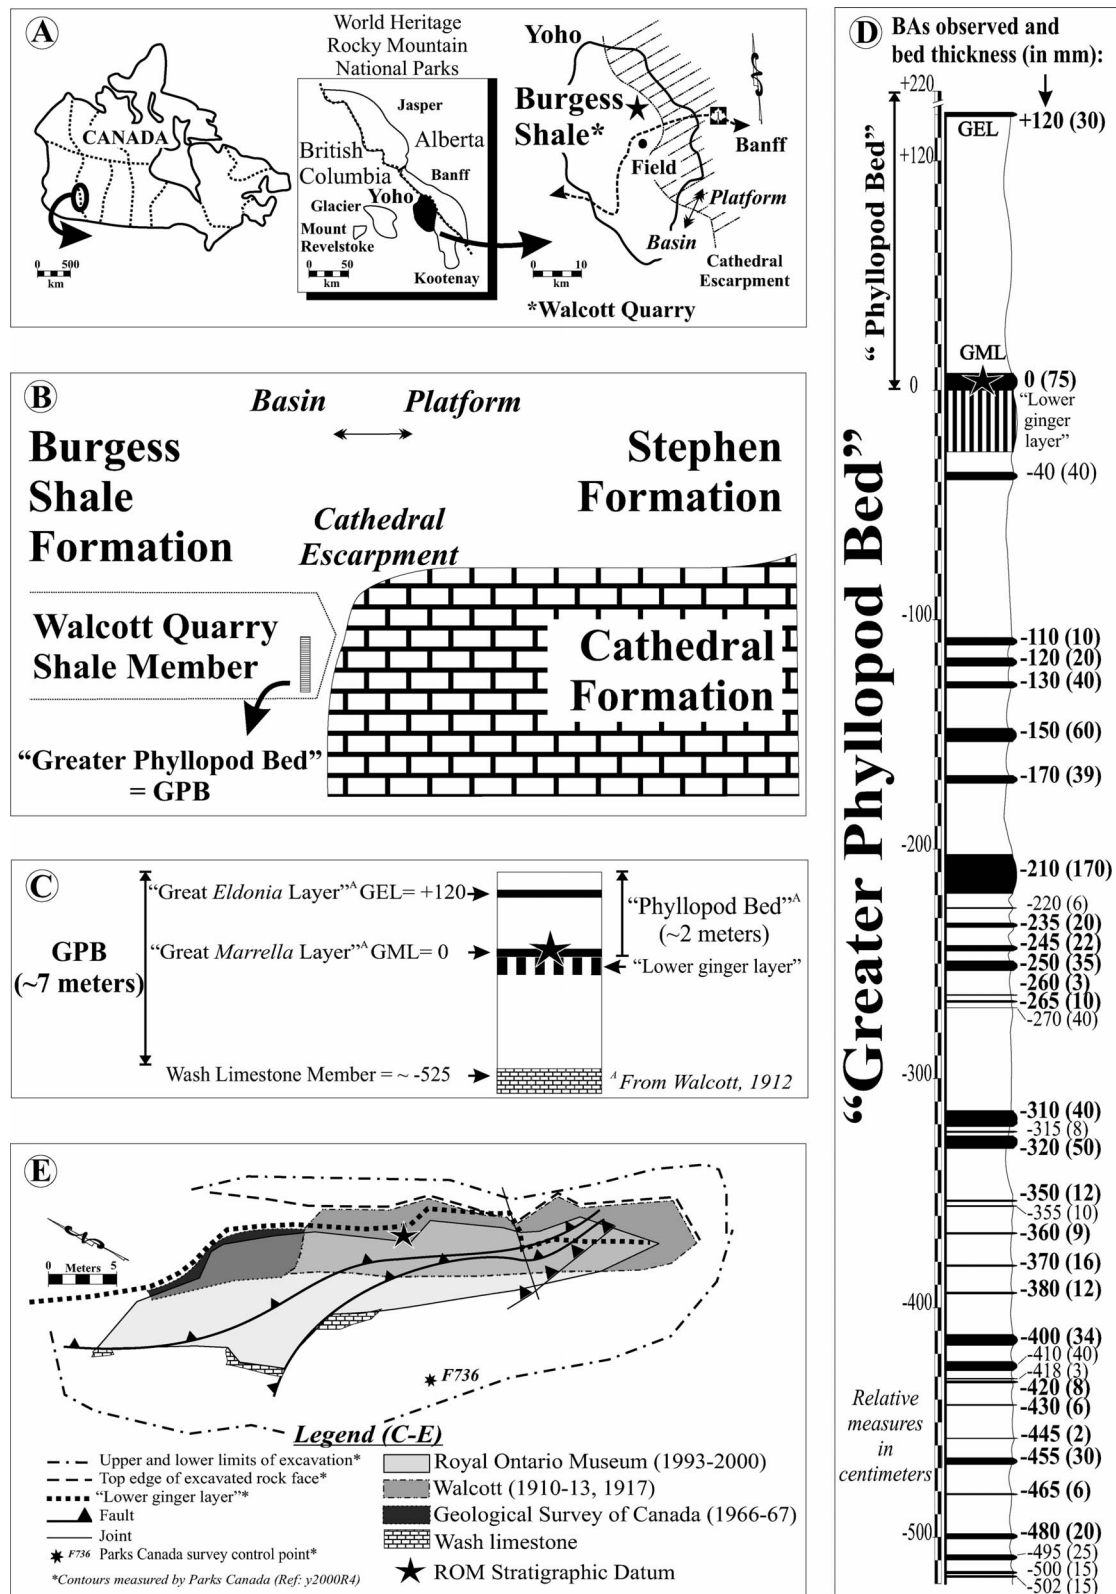 A
World Heritage
Rocky Mountain
National Parks
CANADA
0 500
km
Jasper
Alberta
British
Columbia
Banff
Yoho
Glacier
Mount
Revelstoke
Kootenay
0 50
km
Yoho
Burgess
Shale*
Field
Banff
Platform
Basin
Cathedral
Escarpment
0 10
km
*Walcott Quarry
B
Basin Platform
Burgess
Shale
Formation
Stephen
Formation
Cathedral
Escarpment
Walcott Quarry
Shale Member
Cathedral
Formation
“Greater Phyllopod Bed”
= GPB
C
GPB
(~7 meters)
“Great Eldonia Layer”A GEL= +120
“Great Marrella Layer”A GML= 0
“Phyllopod Bed”A
(~2 meters)
“Lower ginger layer”
Wash Limestone Member = ~ -525
A From Walcott, 1912
E
0 Meters 5
F736
Legend (C-E)
Upper and lower limits of excavation*
Top edge of excavated rock face*
“Lower ginger layer”*
Fault
Joint
F736 Parks Canada survey control point*
*Contours measured by Parks Canada (Ref: y2000R4)
Royal Ontario Museum (1993-2000)
Walcott (1910-13, 1917)
Geological Survey of Canada (1966-67)
Wash limestone
ROM Stratigraphic Datum
D
BAs observed and
bed thickness (in mm):
“Greater Phyllopod Bed”
“ Phyllopod Bed”
+220
+120
0
-100
-200
-300
-400
-500
Relative
measures
in
centimeters
GEL
+120 (30)
GML
0 (75)
“Lower
ginger
layer”
-40 (40)
-110 (10)
-120 (20)
-130 (40)
-150 (60)
-170 (39)
-210 (170)
-220 (6)
-235 (20)
-245 (22)
-250 (35)
-260 (3)
-265 (10)
-270 (40)
-310 (40)
-315 (8)
-320 (50)
-350 (12)
-355 (10)
-360 (9)
-370 (16)
-380 (12)
-400 (34)
-410 (40)
-418 (3)
-420 (8)
-430 (6)
-445 (2)
-455 (30)
-465 (6)
-480 (20)
-495 (25)
-500 (15)
-502 (15)